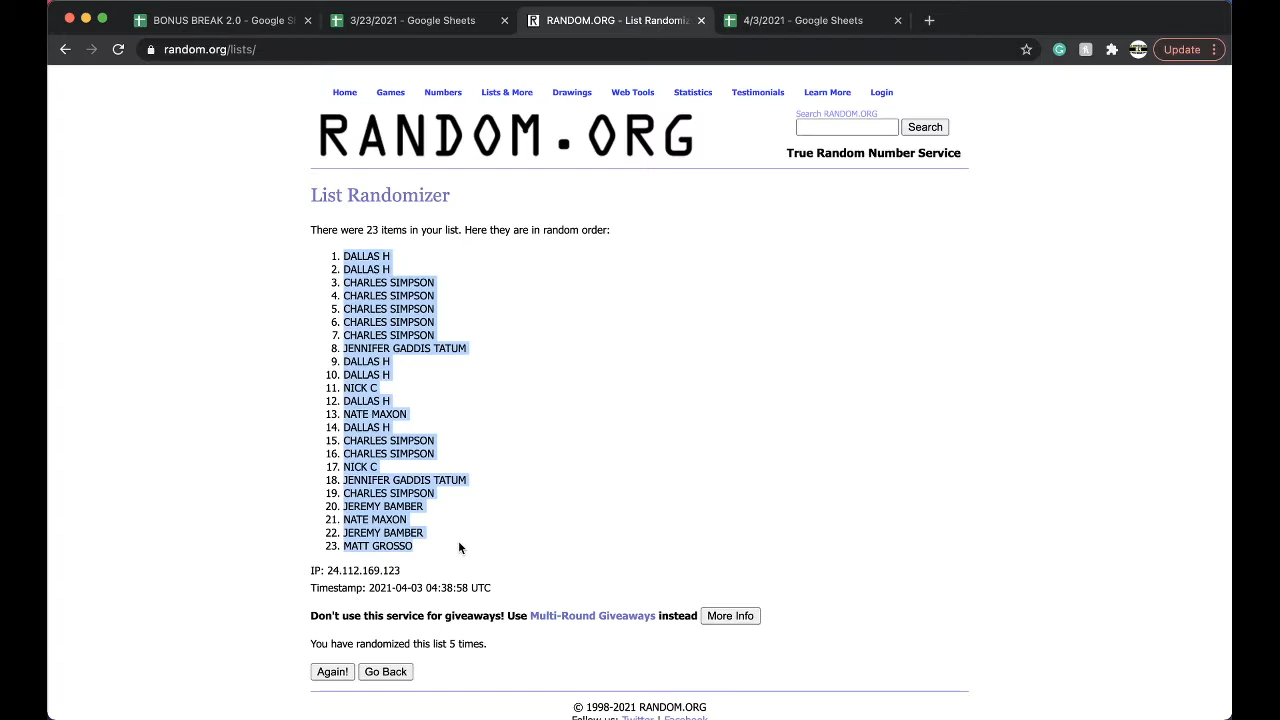 BONUS BREAK 2.0 - Google S
3/23/2021 - Google Sheets
RANDOM.ORG - List Randomiz
4/3/2021 - Google Sheets
random.org/lists/
Update
Home Games Numbers Lists & More Drawings Web Tools Statistics Testimonials Learn More Login
Search RANDOM.ORG
RANDOM.ORG
Search
True Random Number Service
List Randomizer
There were 23 items in your list. Here they are in random order:
1. DALLAS H
2. DALLAS H
3. CHARLES SIMPSON
4. CHARLES SIMPSON
5. CHARLES SIMPSON
6. CHARLES SIMPSON
7. CHARLES SIMPSON
8. JENNIFER GADDIS TATUM
9. DALLAS H
10. DALLAS H
11. NICK C
12. DALLAS H
13. NATE MAXON
14. DALLAS H
15. CHARLES SIMPSON
16. CHARLES SIMPSON
17. NICK C
18. JENNIFER GADDIS TATUM
19. CHARLES SIMPSON
20. JEREMY BAMBER
21. NATE MAXON
22. JEREMY BAMBER
23. MATT GROSSO
IP: 24.112.169.123
Timestamp: 2021-04-03 04:38:58 UTC
Don't use this service for giveaways! Use Multi-Round Giveaways instead More Info
You have randomized this list 5 times.
Again! Go Back
© 1998-2021 RANDOM.ORG
Follow us: Twitter | Facebook